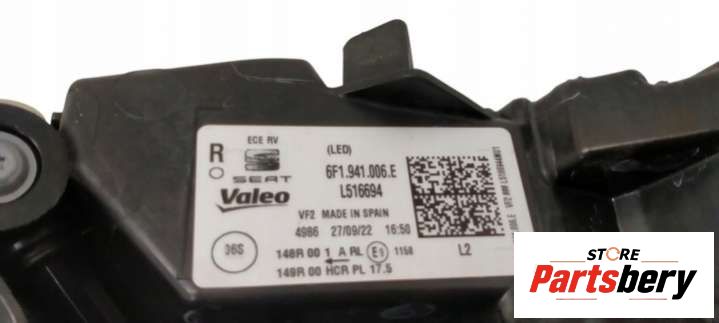 R
ECE RV
(LED)
SEAT
6F1.941.006.E
Valeo
L516694
VF2 MADE IN SPAIN
4986 27/09/22 16:50
36S
148R 00 1 A RL E9 1158
L2
149R 00 HCR PL 17.5
STORE
Partsbery